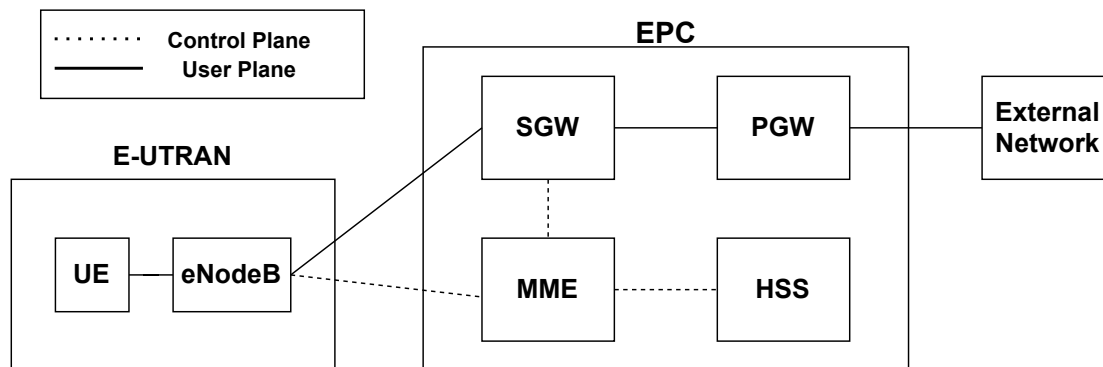 Control Plane
User Plane
EPC
SGW
PGW
External
Network
E-UTRAN
UE
eNodeB
MME
HSS